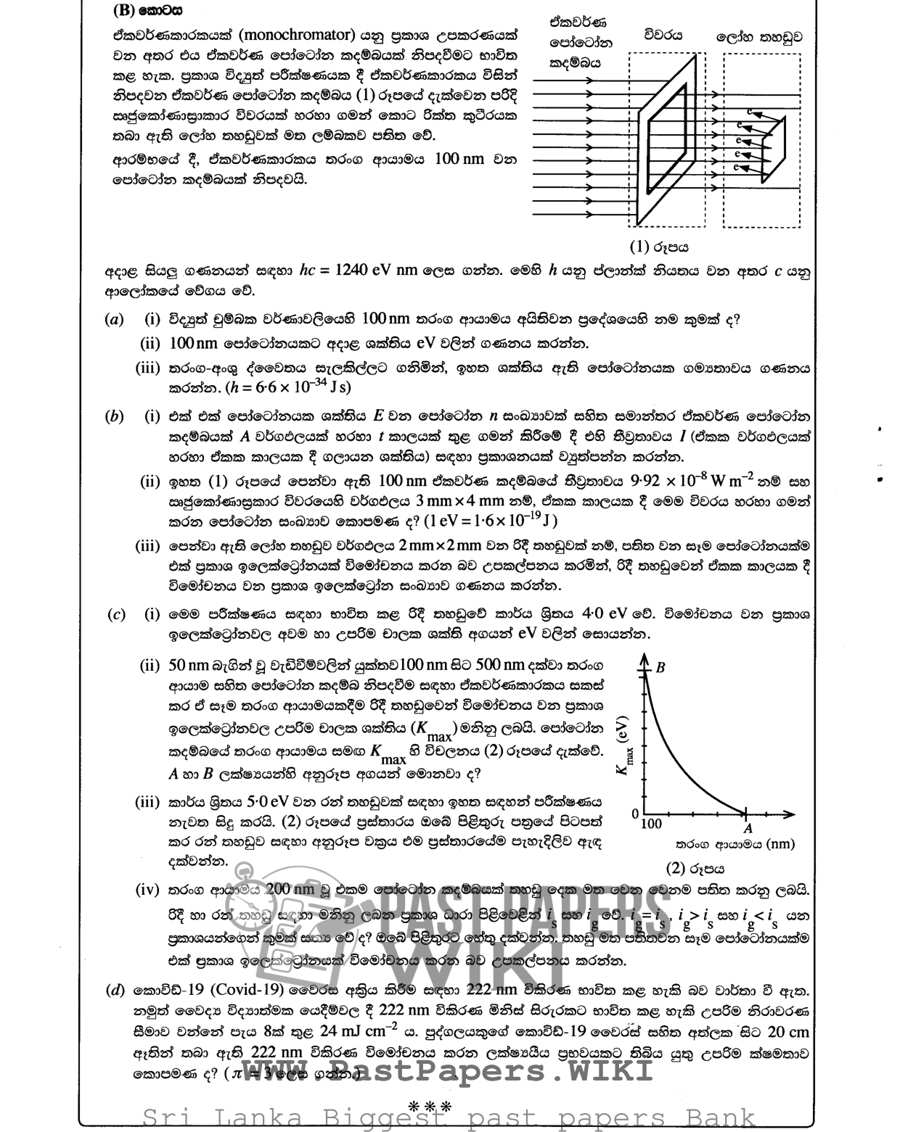 (B) කොටස
ඒකවර්ණකාරකයක් (monochromator) යනු ප්‍රකාශ උපකරණයක්
වන අතර එය ඒකවර්ණ පෝටෝන කදම්බයක් නිපදවීමට භාවිත
කළ හැක. ප්‍රකාශ විද්‍යුත් පරීක්ෂණයක දී ඒකවර්ණකාරකය විසින්
නිපදවන ඒකවර්ණ පෝටෝන කදම්බය (1) රූපයේ දැක්වෙන පරිදි
සෘජුකෝණාස්‍රාකාර විවරයක් හරහා ගමන් කොට රික්ත කුටීරයක
තබා ඇති ලෝහ තහඩුවක් මත ලම්බකව පතිත වේ.
ආරම්භයේ දී, ඒකවර්ණකාරකය තරංග ආයාමය 100 nm වන
පෝටෝන කදම්බයක් නිපදවයි.
ඒකවර්ණ
පෝටෝන
කදම්බය
විවරය
ලෝහ තහඩුව
e
e
e
e
(1) රූපය
අදාළ සියලු ගණනයන් සඳහා hc = 1240 eV nm ලෙස ගන්න. මෙහි h යනු ප්ලාන්ක් නියතය වන අතර c යනු
ආලෝකයේ වේගය වේ.
(a) (i) විද්‍යුත් චුම්බක වර්ණාවලියෙහි 100 nm තරංග ආයාමය අයිතිවන ප්‍රදේශයෙහි නම කුමක් ද?
(ii) 100 nm පෝටෝනයකට අදාළ ශක්තිය eV වලින් ගණනය කරන්න.
(iii) තරංග-අංශු ද්වෛතය සැලකිල්ලට ගනිමින්, ඉහත ශක්තිය ඇති පෝටෝනයක ගම්‍යතාවය ගණනය
කරන්න. (h = 6·6 × 10⁻³⁴ J s)
(b) (i) එක් එක් පෝටෝනයක ශක්තිය E වන පෝටෝන n සංඛ්‍යාවක් සහිත සමාන්තර ඒකවර්ණ පෝටෝන
කදම්බයක් A වර්ගඵලයක් හරහා t කාලයක් තුළ ගමන් කිරීමේ දී එහි තීව්‍රතාවය I (ඒකක වර්ගඵලයක්
හරහා ඒකක කාලයක දී ගලායන ශක්තිය) සඳහා ප්‍රකාශනයක් ව්‍යුත්පන්න කරන්න.
(ii) ඉහත (1) රූපයේ පෙන්වා ඇති 100 nm ඒකවර්ණ කදම්බයේ තීව්‍රතාවය 9·92 × 10⁻⁸ W m⁻² නම් සහ
සෘජුකෝණාස්‍රකාර විවරයෙහි වර්ගඵලය 3 mm × 4 mm නම්, ඒකක කාලයක දී මෙම විවරය හරහා ගමන්
කරන පෝටෝන සංඛ්‍යාව කොපමණ ද? (1 eV = 1·6 × 10⁻¹⁹ J )
(iii) පෙන්වා ඇති ලෝහ තහඩුව වර්ගඵලය 2 mm × 2 mm වන රිදී තහඩුවක් නම්, පතිත වන සෑම පෝටෝනයක්ම
එක් ප්‍රකාශ ඉලෙක්ට්‍රෝනයක් විමෝචනය කරන බව උපකල්පනය කරමින්, රිදී තහඩුවෙන් ඒකක කාලයක දී
විමෝචනය වන ප්‍රකාශ ඉලෙක්ට්‍රෝන සංඛ්‍යාව ගණනය කරන්න.
(c) (i) මෙම පරීක්ෂණය සඳහා භාවිත කළ රිදී තහඩුවේ කාර්ය ශ්‍රිතය 4·0 eV වේ. විමෝචනය වන ප්‍රකාශ
ඉලෙක්ට්‍රෝනවල අවම හා උපරිම චාලක ශක්ති අගයන් eV වලින් සොයන්න.
(ii) 50 nm බැගින් වූ වැඩිවීම්වලින් යුක්තව100 nm සිට 500 nm දක්වා තරංග
ආයාම සහිත පෝටෝන කදම්බ නිපදවීම සඳහා ඒකවර්ණකාරකය සකස්
කර ඒ සෑම තරංග ආයාමයකදීම රිදී තහඩුවෙන් විමෝචනය වන ප්‍රකාශ
ඉලෙක්ට්‍රෝනවල උපරිම චාලක ශක්තිය (Kmax) මනිනු ලබයි. පෝටෝන
කදම්බයේ තරංග ආයාමය සමඟ Kmax හි විචලනය (2) රූපයේ දැක්වේ.
A හා B ලක්ෂ්‍යයන්හි අනුරූප අගයන් මොනවා ද?
(iii) කාර්ය ශ්‍රිතය 5·0 eV වන රන් තහඩුවක් සඳහා ඉහත සඳහන් පරීක්ෂණය
නැවත සිදු කරයි. (2) රූපයේ ප්‍රස්තාරය ඔබේ පිළිතුරු පත්‍රයේ පිටපත්
කර රන් තහඩුව සඳහා අනුරූප වක්‍රය එම ප්‍රස්තාරයේම පැහැදිලිව ඇඳ
දක්වන්න.
B
Kmax (eV)
0
100
A
තරංග ආයාමය (nm)
(2) රූපය
(iv) තරංග ආයාමය 200 nm වූ එකම පෝටෝන කදම්බයක් තහඩු දෙක මත වෙන වෙනම පතිත කරනු ලබයි.
රිදී හා රන් තහඩු සඳහා මනිනු ලබන ප්‍රකාශ ධාරා පිළිවෙළින් is සහ ig වේ. ig = is, ig > is සහ ig < is යන
ප්‍රකාශයන්ගෙන් කුමක් සත්‍ය වේ ද? ඔබේ පිළිතුරට හේතු දක්වන්න. තහඩු මත පතිතවන සෑම පෝටෝනයක්ම
එක් ප්‍රකාශ ඉලෙක්ට්‍රෝනයක් විමෝචනය කරන බව උපකල්පනය කරන්න.
PASTPAPERS
WIKI
(d) කොවිඩ්-19 (Covid-19) වෛරස අක්‍රිය කිරීම සඳහා 222 nm විකිරණ භාවිත කළ හැකි බව වාර්තා වී ඇත.
නමුත් වෛද්‍ය විද්‍යාත්මක යෙදීම්වල දී 222 nm විකිරණ මිනිස් සිරුරකට භාවිත කළ හැකි උපරිම නිරාවරණ
සීමාව වන්නේ පැය 8ක් තුළ 24 mJ cm⁻² ය. පුද්ගලයකුගේ කොවිඩ්-19 වෛරස් සහිත අත්ලක සිට 20 cm
ඈතින් තබා ඇති 222 nm විකිරණ විමෝචනය කරන ලක්ෂ්‍යයීය ප්‍රභවයකට තිබිය යුතු උපරිම ක්ෂමතාව
කොපමණ ද? (π = 3 ලෙස ගන්න.)
WWW.PastPapers.WIKI
* * *
Sri Lanka Biggest past papers Bank